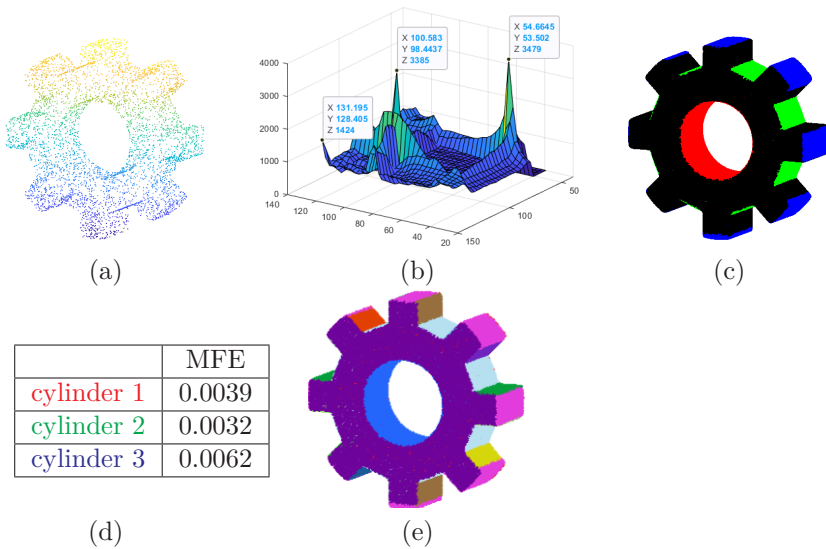 X 54.6645
Y 53.502
Z 3479
X 100.583
Y 98.4437
Z 3385
X 131.195
Y 128.405
Z 1424
4000
3000
2000
1000
0
140
120
100
80
60
40
20
150
100
50
(a)
(b)
(c)
MFE
cylinder 1 0.0039
cylinder 2 0.0032
cylinder 3 0.0062
(d)
(e)